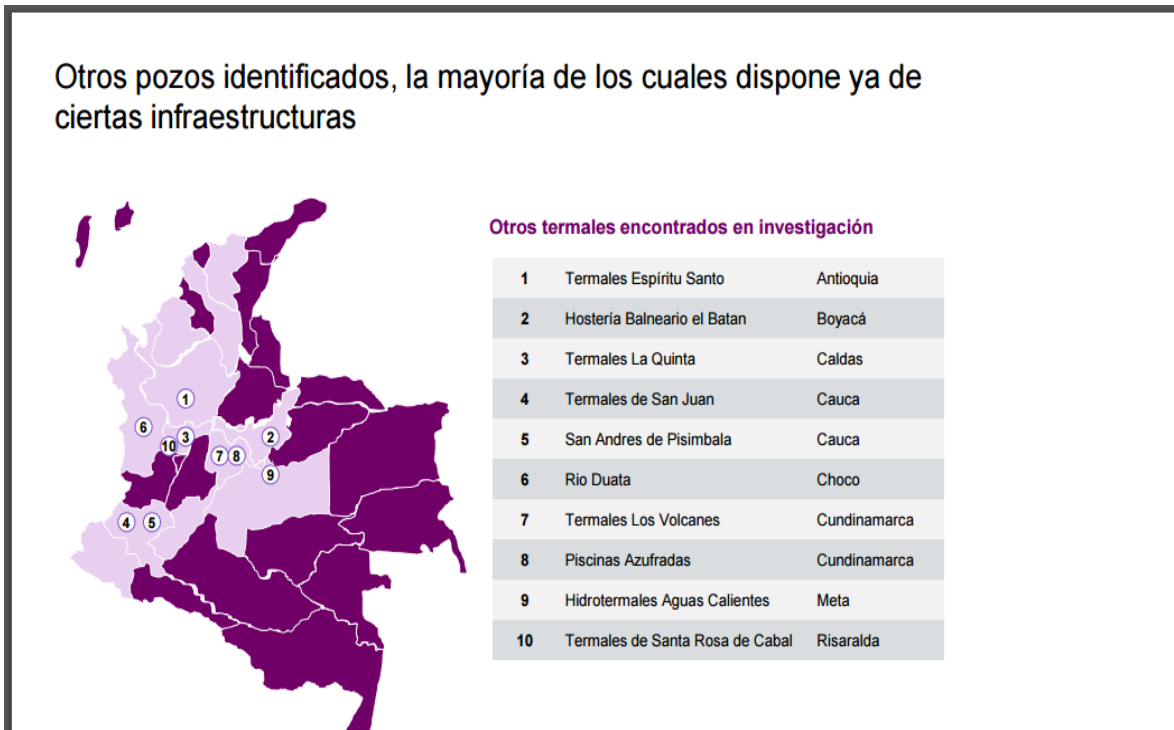 Otros pozos identificados, la mayoría de los cuales dispone ya de
ciertas infraestructuras
Otros termales encontrados en investigación
1 Termales Espíritu Santo Antioquia
2 Hostería Balneario el Batan Boyacá
3 Termales La Quinta Caldas
4 Termales de San Juan Cauca
5 San Andres de Pisimbala Cauca
6 Rio Duata Choco
7 Termales Los Volcanes Cundinamarca
8 Piscinas Azufradas Cundinamarca
9 Hidrotermales Aguas Calientes Meta
10 Termales de Santa Rosa de Cabal Risaralda
1
6
3
2
10
7 8
9
4 5